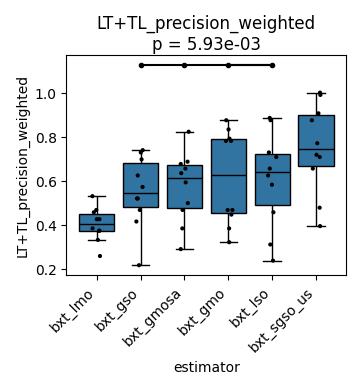 LT+TL_precision_weighted
p = 5.93e-03
LT+TL_precision_weighted
1.0
0.8
0.6
0.4
0.2
bxt_lmo
bxt_gso
bxt_gmosa
bxt_gmo
bxt_lso
bxt_sgso_us
estimator